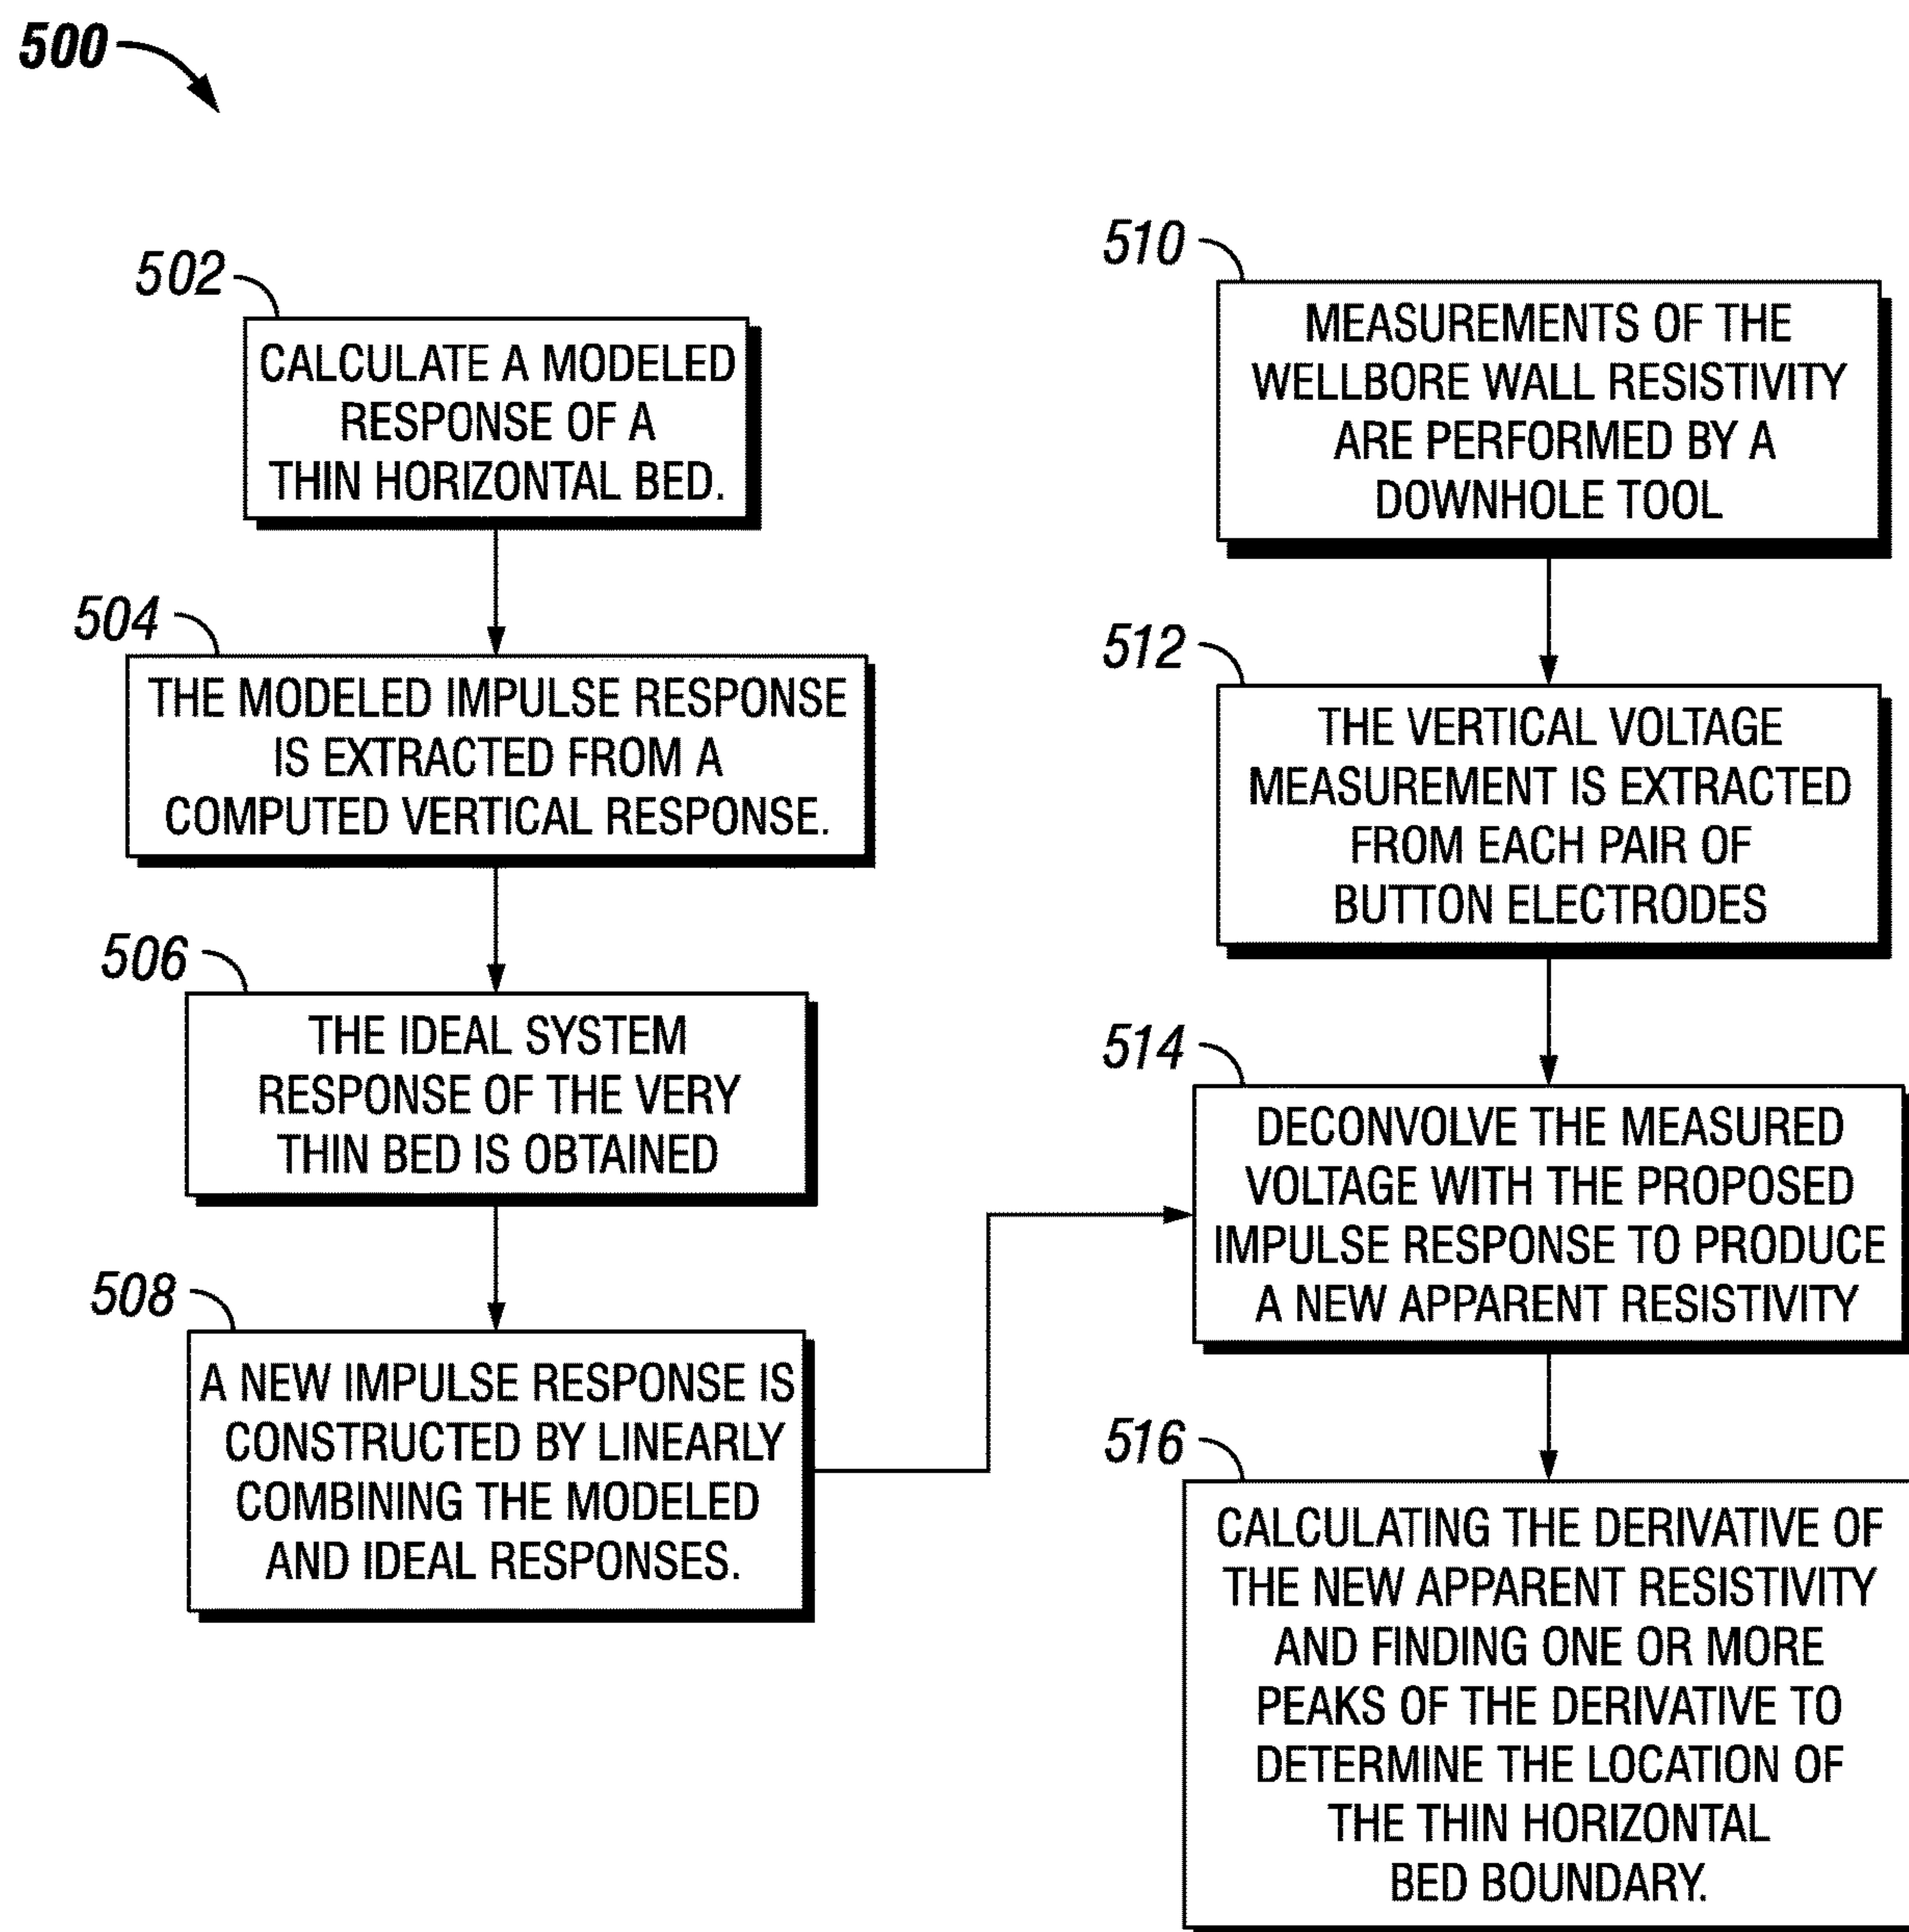 500
502
CALCULATE A MODELED
RESPONSE OF A
THIN HORIZONTAL BED.
504
THE MODELED IMPULSE RESPONSE
IS EXTRACTED FROM A
COMPUTED VERTICAL RESPONSE.
506
THE IDEAL SYSTEM
RESPONSE OF THE VERY
THIN BED IS OBTAINED
508
A NEW IMPULSE RESPONSE IS
CONSTRUCTED BY LINEARLY
COMBINING THE MODELED
AND IDEAL RESPONSES.
510
MEASUREMENTS OF THE
WELLBORE WALL RESISTIVITY
ARE PERFORMED BY A
DOWNHOLE TOOL
512
THE VERTICAL VOLTAGE
MEASUREMENT IS EXTRACTED
FROM EACH PAIR OF
BUTTON ELECTRODES
514
DECONVOLVE THE MEASURED
VOLTAGE WITH THE PROPOSED
IMPULSE RESPONSE TO PRODUCE
A NEW APPARENT RESISTIVITY
516
CALCULATING THE DERIVATIVE OF
THE NEW APPARENT RESISTIVITY
AND FINDING ONE OR MORE
PEAKS OF THE DERIVATIVE TO
DETERMINE THE LOCATION OF
THE THIN HORIZONTAL
BED BOUNDARY.